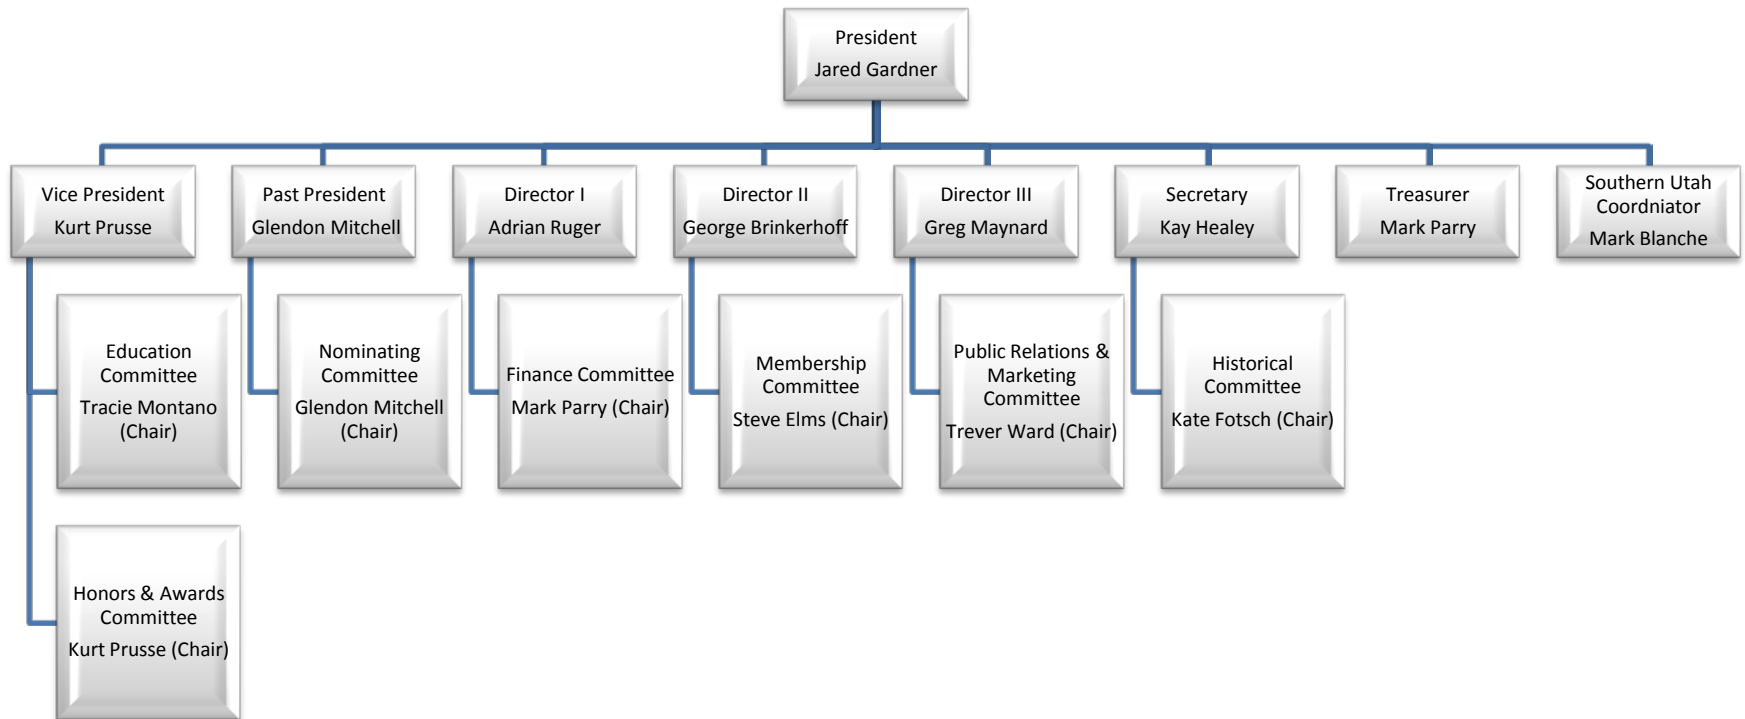 President
Jared Gardner
Vice President
Kurt Prusse
Past President
Glendon Mitchell
Director I
Adrian Ruger
Director II
George Brinkerhoff
Director III
Greg Maynard
Secretary
Kay Healey
Treasurer
Mark Parry
Southern Utah
Coordniator
Mark Blanche
Education
Committee
Tracie Montano
(Chair)
Nominating
Committee
Glendon Mitchell
(Chair)
Finance Committee
Mark Parry (Chair)
Membership
Committee
Steve Elms (Chair)
Public Relations &
Marketing
Committee
Trever Ward (Chair)
Historical
Committee
Kate Fotsch (Chair)
Honors & Awards
Committee
Kurt Prusse (Chair)